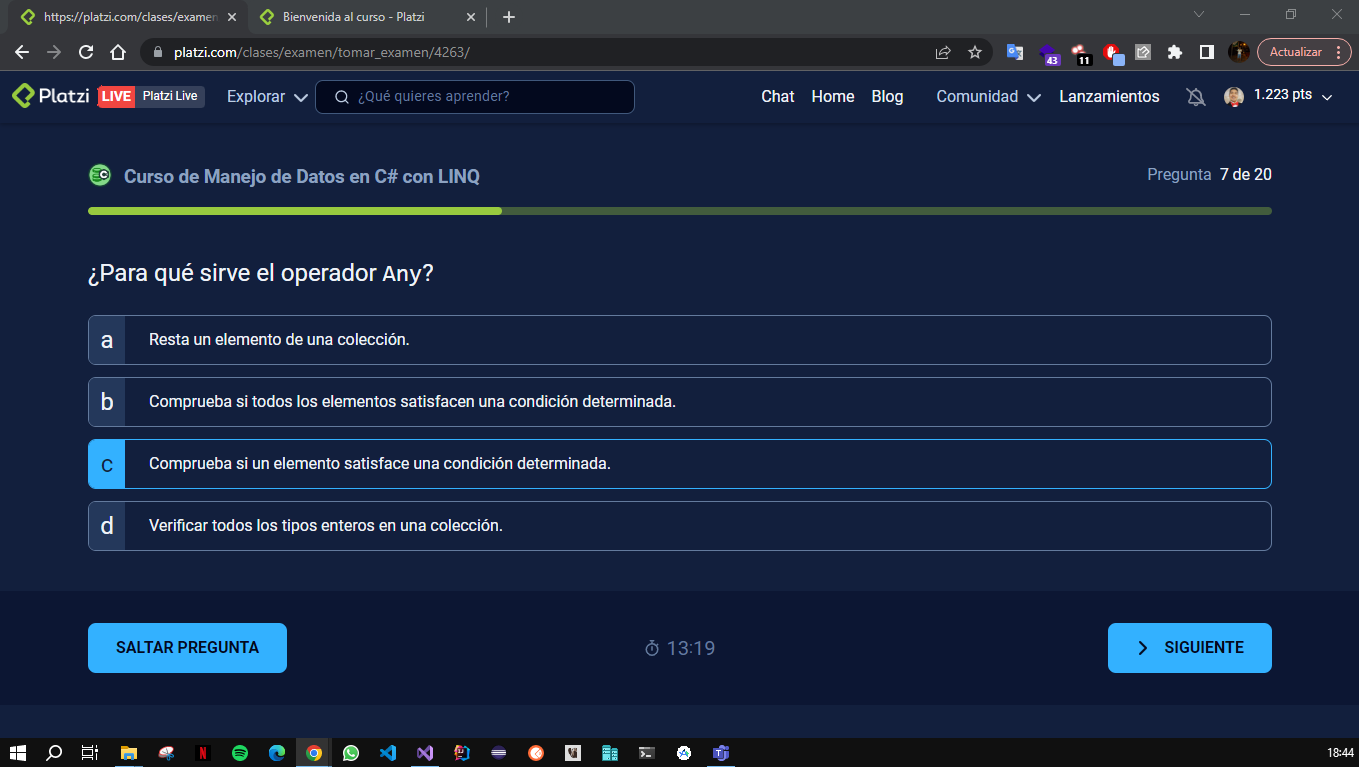 https://platzi.com/clases/examen
Bienvenida al curso - Platzi
platzi.com/clases/examen/tomar_examen/4263/
43
11
Actualizar
Platzi
LIVE Platzi Live
Explorar
¿Qué quieres aprender?
Chat Home Blog Comunidad Lanzamientos
1.223 pts
Curso de Manejo de Datos en C# con LINQ
Pregunta 7 de 20
¿Para qué sirve el operador Any?
a Resta un elemento de una colección.
b Comprueba si todos los elementos satisfacen una condición determinada.
c Comprueba si un elemento satisface una condición determinada.
d Verificar todos los tipos enteros en una colección.
SALTAR PREGUNTA
13:19
SIGUIENTE
18:44